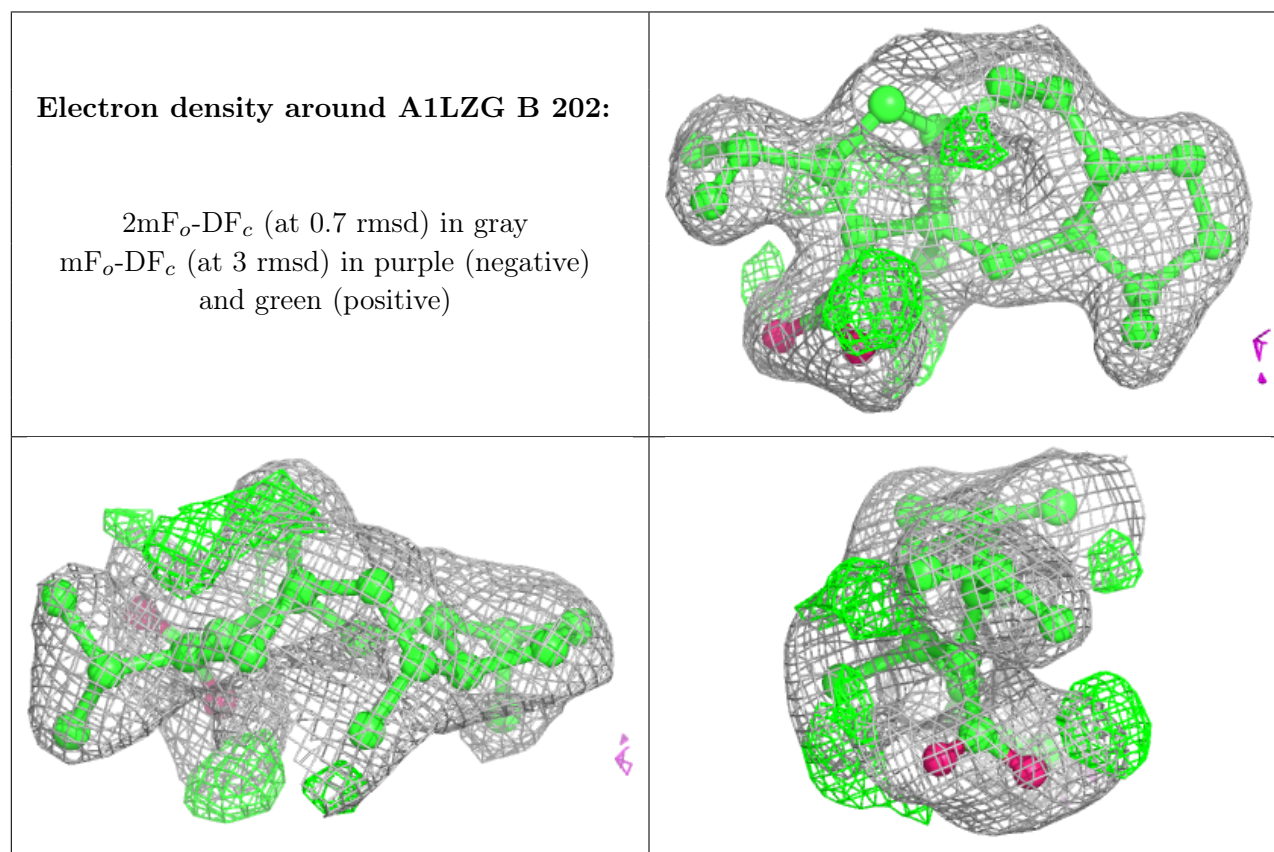 Electron density around A1LZG B 202:
2mFo-DFc (at 0.7 rmsd) in gray
mFo-DFc (at 3 rmsd) in purple (negative)
and green (positive)